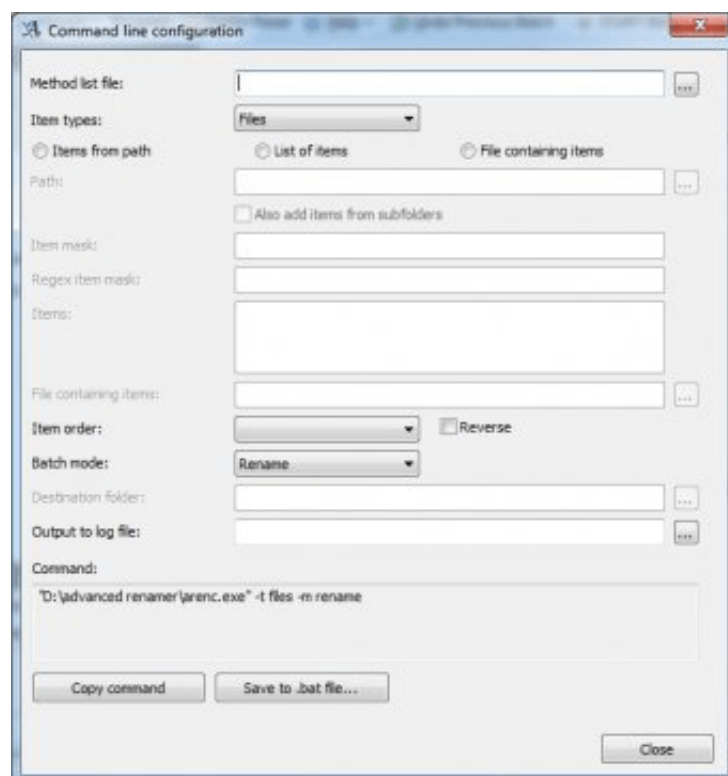 Command line configuration
Method list file:
...
Item types:
Files
Items from path
List of items
File containing items
Path:
...
Also add items from subfolders
Item mask:
Regex item mask:
Items:
File containing items:
...
Item order:
Reverse
Batch mode:
Rename
Destination folder:
...
Output to log file:
...
Command:
"D:\advanced renamer\arenc.exe" -t files -m rename
Copy command
Save to .bat file...
Close